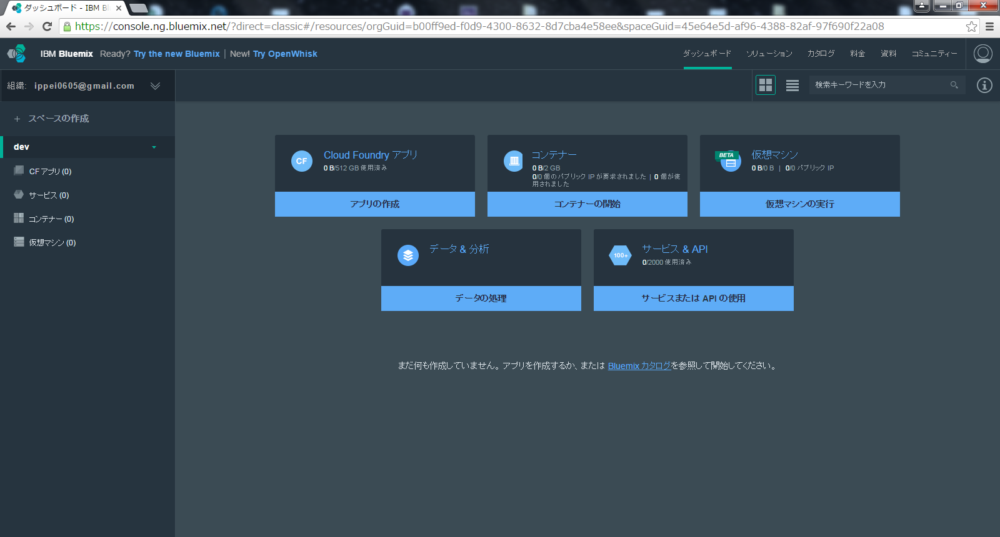 ダッシュボード - IBM Bl
https://console.ng.bluemix.net/?direct=classic#/resources/orgGuid=b00ff9ed-f0d9-4300-8632-8d7cba4e58ee&spaceGuid=45e64e5d-af96-4388-82af-97f690f22a08
IBM Bluemix Ready? Try the new Bluemix | New! Try OpenWhisk
ダッシュボード ソリューション カタログ 料金 資料 コミュニティー
組織: ippei0605@gmail.com
検索キーワードを入力
+ スペースの作成
dev
CF アプリ (0)
サービス (0)
コンテナー (0)
仮想マシン (0)
CF
Cloud Foundry アプリ
0 B/512 GB 使用済み
アプリの作成
コンテナー
0 B/2 GB
0/0 個のパブリック IP が要求されました | 0 個が使
用されました
コンテナーの開始
BETA
仮想マシン
0 B/0 B | 0/0 パブリック IP
仮想マシンの実行
データ & 分析
データの処理
100+
サービス & API
0/2000 使用済み
サービスまたは API の使用
まだ何も作成していません。アプリを作成するか、または Bluemix カタログを参照して開始してください。